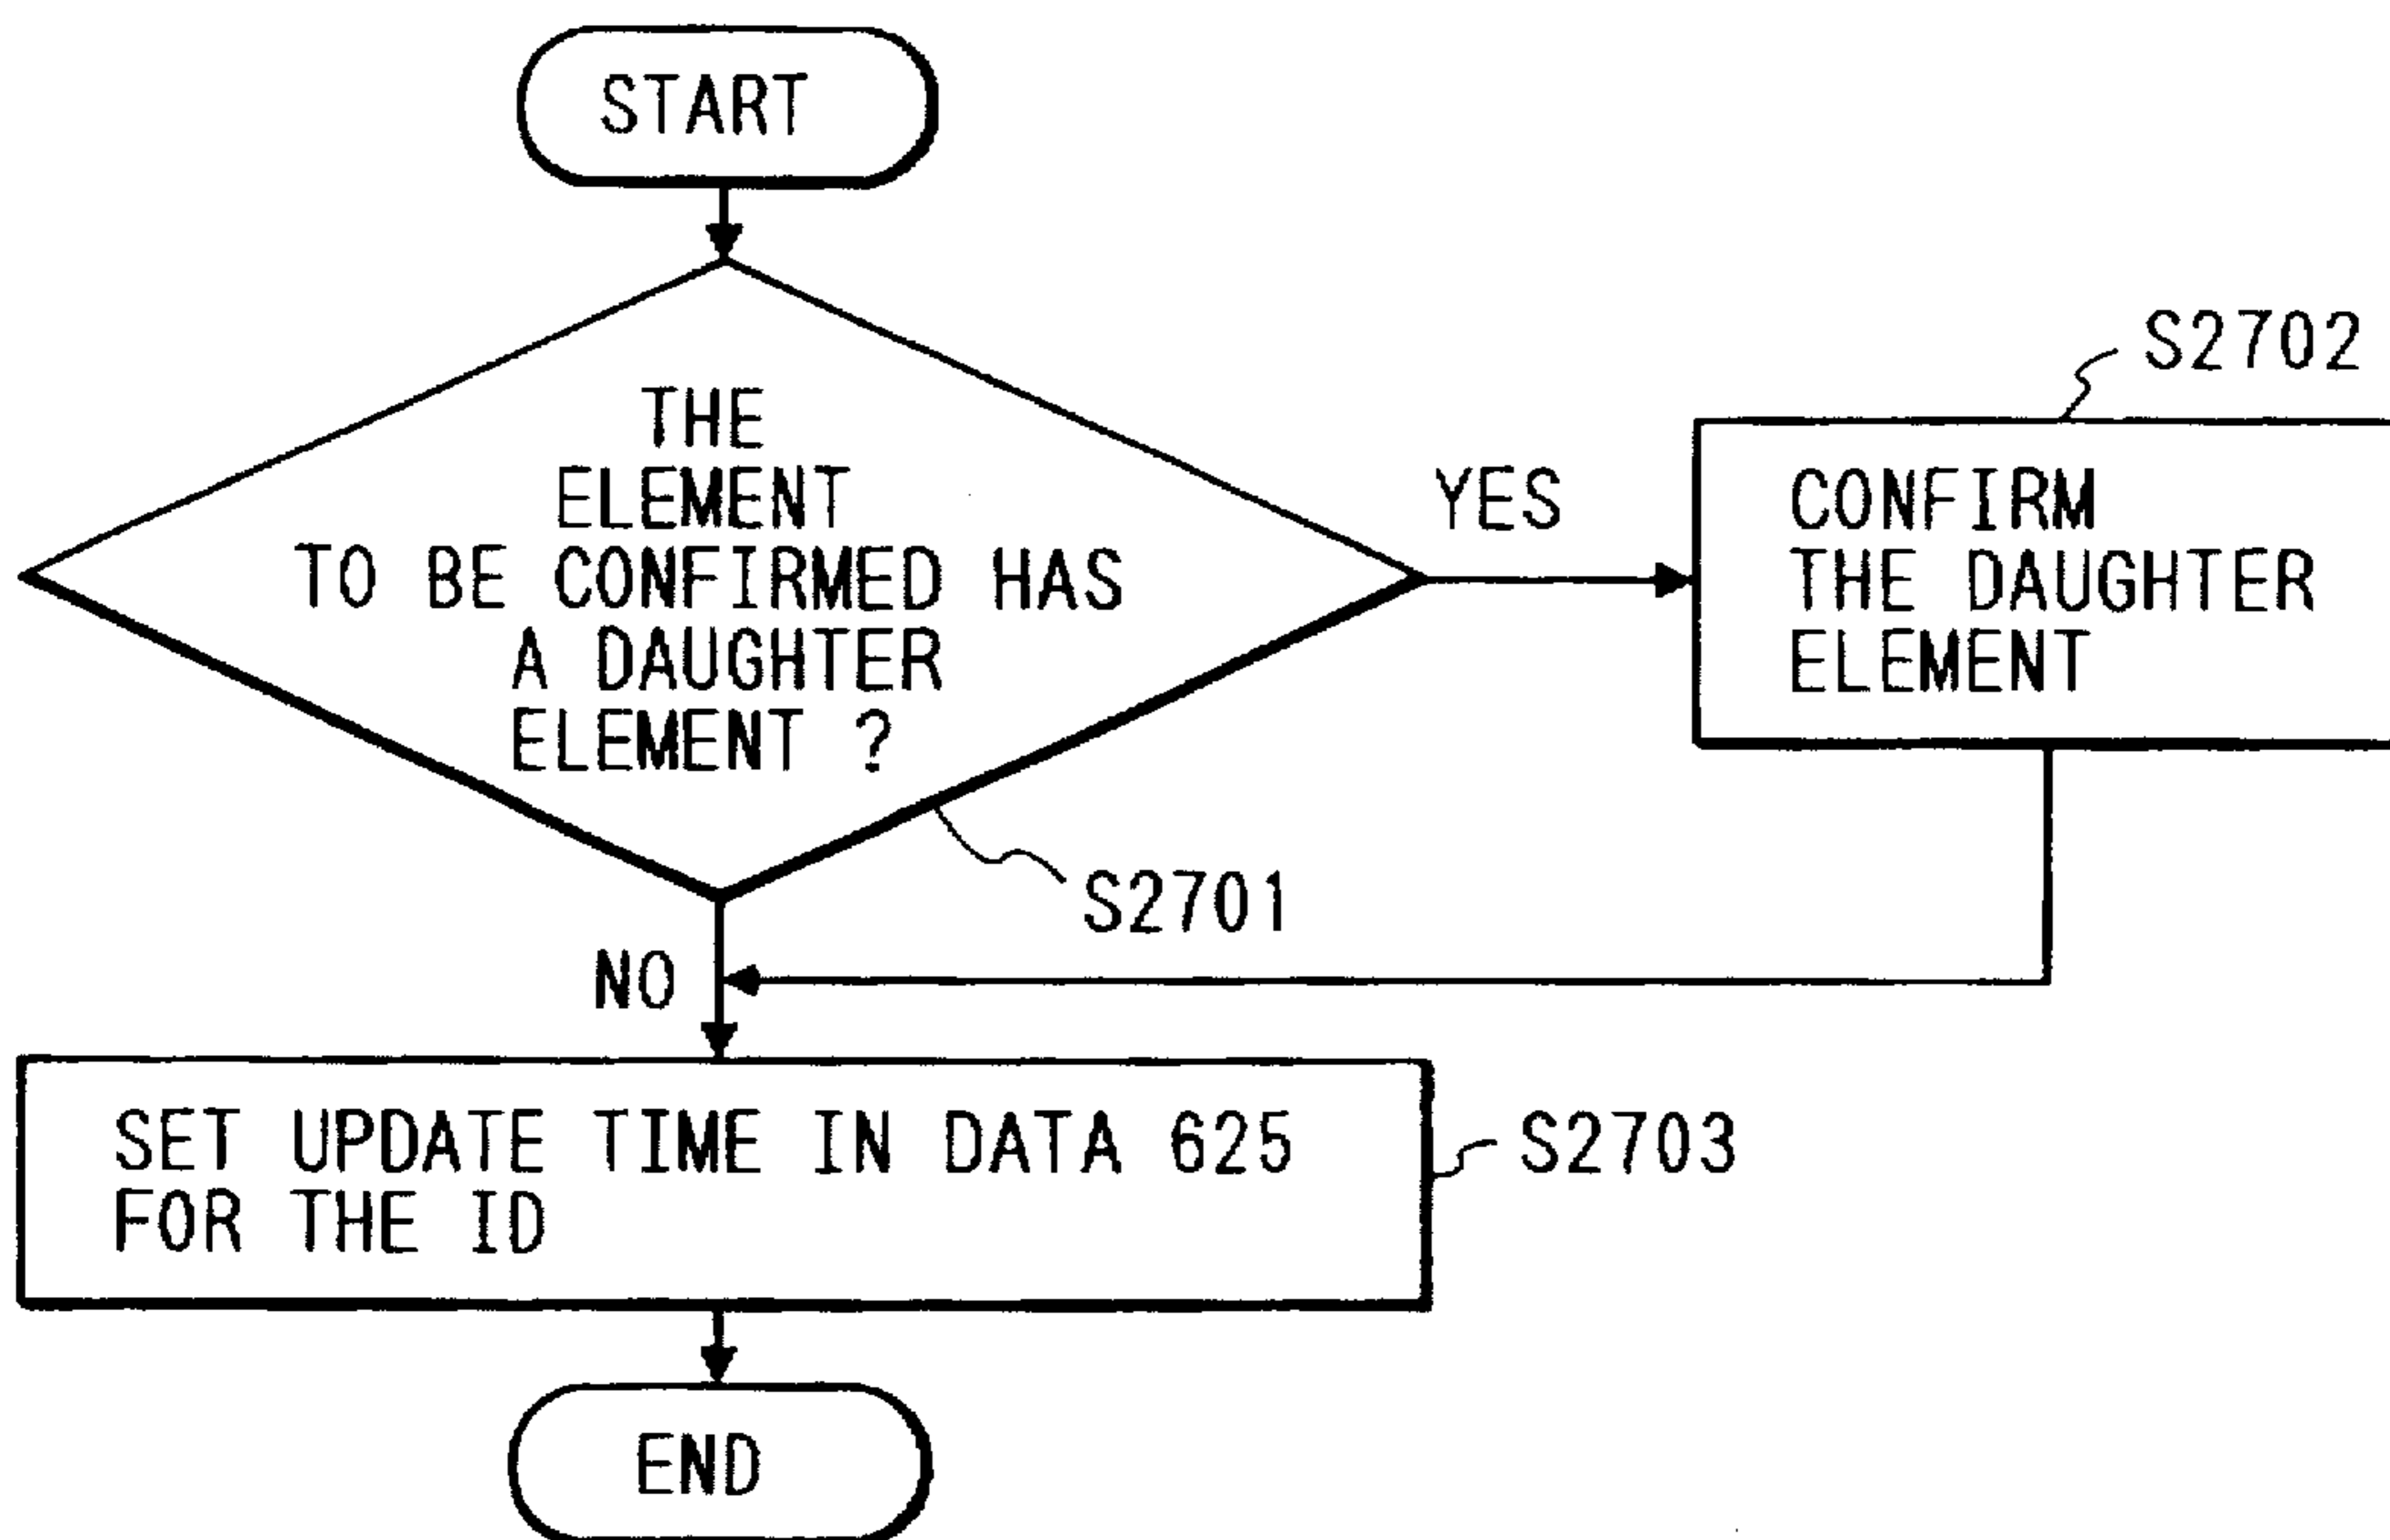 START
THE
ELEMENT
TO BE CONFIRMED HAS
A DAUGHTER
ELEMENT ?
YES
S2702
CONFIRM
THE DAUGHTER
ELEMENT
S2701
NO
SET UPDATE TIME IN DATA 625
FOR THE ID
S2703
END